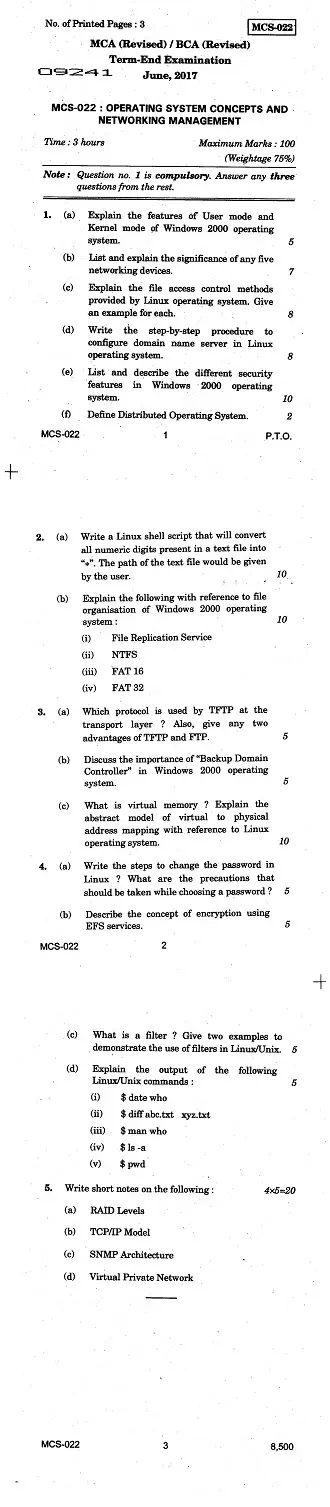 No. of Printed Pages : 3
MCS-022
MCA (Revised) / BCA (Revised)
Term-End Examination
09241
June, 2017
MCS-022 : OPERATING SYSTEM CONCEPTS AND
NETWORKING MANAGEMENT
Time : 3 hours Maximum Marks : 100
(Weightage 75%)
Note : Question no. 1 is compulsory. Answer any three
questions from the rest.
1. (a) Explain the features of User mode and
Kernel mode of Windows 2000 operating
system. 5
(b) List and explain the significance of any five
networking devices. 7
(c) Explain the file access control methods
provided by Linux operating system. Give
an example for each. 8
(d) Write the step-by-step procedure to
configure domain name server in Linux
operating system. 8
(e) List and describe the different security
features in Windows 2000 operating
system. 10
(f) Define Distributed Operating System. 2
MCS-022 1 P.T.O.
2. (a) Write a Linux shell script that will convert
all numeric digits present in a text file into
“*”. The path of the text file would be given
by the user. 10
(b) Explain the following with reference to file
organisation of Windows 2000 operating
system : 10
(i) File Replication Service
(ii) NTFS
(iii) FAT 16
(iv) FAT 32
3. (a) Which protocol is used by TFTP at the
transport layer ? Also, give any two
advantages of TFTP and FTP. 5
(b) Discuss the importance of “Backup Domain
Controller” in Windows 2000 operating
system. 5
(c) What is virtual memory ? Explain the
abstract model of virtual to physical
address mapping with reference to Linux
operating system. 10
4. (a) Write the steps to change the password in
Linux ? What are the precautions that
should be taken while choosing a password ? 5
(b) Describe the concept of encryption using
EFS services. 5
MCS-022 2
(c) What is a filter ? Give two examples to
demonstrate the use of filters in Linux/Unix. 5
(d) Explain the output of the following
Linux/Unix commands : 5
(i) $ date who
(ii) $ diff abc.txt xyz.txt
(iii) $ man who
(iv) $ ls -a
(v) $ pwd
5. Write short notes on the following : 4×5=20
(a) RAID Levels
(b) TCP/IP Model
(c) SNMP Architecture
(d) Virtual Private Network
MCS-022 3 8,500